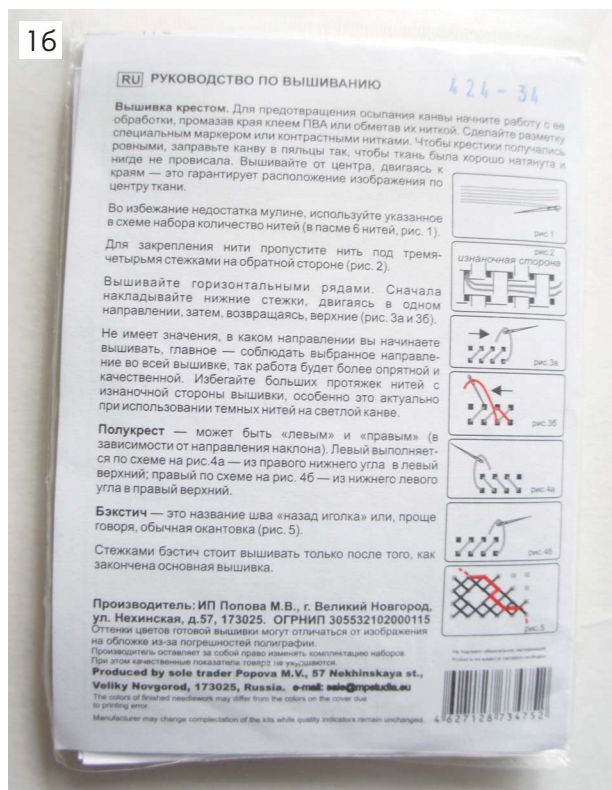 1б
RU РУКОВОДСТВО ПО ВЫШИВАНИЮ
424-34
Вышивка крестом. Для предотвращения осыпания канвы начните работу с ее
обработки, промазав края клеем ПВА или обметав их ниткой. Сделайте разметку
специальным маркером или контрастными нитками. Чтобы крестики получались
ровными, заправьте канву в пяльцы так, чтобы ткань была хорошо натянута и
нигде не провисала. Вышивайте от центра, двигаясь к
краям — это гарантирует расположение изображения по
центру ткани.
Во избежание недостатка мулине, используйте указанное
в схеме набора количество нитей (в пасме 6 нитей, рис. 1).
рис.1
Для закрепления нити пропустите нить под тремя-
четырьмя стежками на обратной стороне (рис. 2).
рис.2
изнаночная сторона
Вышивайте горизонтальными рядами. Сначала
накладывайте нижние стежки, двигаясь в одном
направлении, затем, возвращаясь, верхние (рис. 3а и 3б).
рис.3а
Не имеет значения, в каком направлении вы начинаете
вышивать, главное — соблюдать выбранное направле-
ние во всей вышивке, так работа будет более опрятной и
качественной. Избегайте больших протяжек нитей с
изнаночной стороны вышивки, особенно это актуально
при использовании темных нитей на светлой канве.
рис.3б
Полукрест — может быть «левым» и «правым» (в
зависимости от направления наклона). Левый выполняет-
ся по схеме на рис.4а — из правого нижнего угла в левый
верхний; правый по схеме на рис. 4б — из нижнего левого
угла в правый верхний.
рис.4а
Бэкстич — это название шва «назад иголка» или, проще
говоря, обычная окантовка (рис. 5).
рис.4б
Стежками бэстич стоит вышивать только после того, как
закончена основная вышивка.
рис.5
Производитель: ИП Попова М.В., г. Великий Новгород,
ул. Нехинская, д.57, 173025. ОГРНИП 305532102000115
Оттенки цветов готовой вышивки могут отличаться от изображения
на обложке из-за погрешностей полиграфии.
Производитель оставляет за собой право изменять комплектацию наборов.
При этом качественные показатели товара не ухудшаются.
Produced by sole trader Popova M.V., 57 Nekhinskaya st.,
Veliky Novgorod, 173025, Russia. e-mail: sale@mpstudia.eu
The colors of finished needlework may differ from the colors on the cover due
to printing error.
Manufacturer may change complectation of the kits while quality indicators remain unchanged.
4 627128 734752